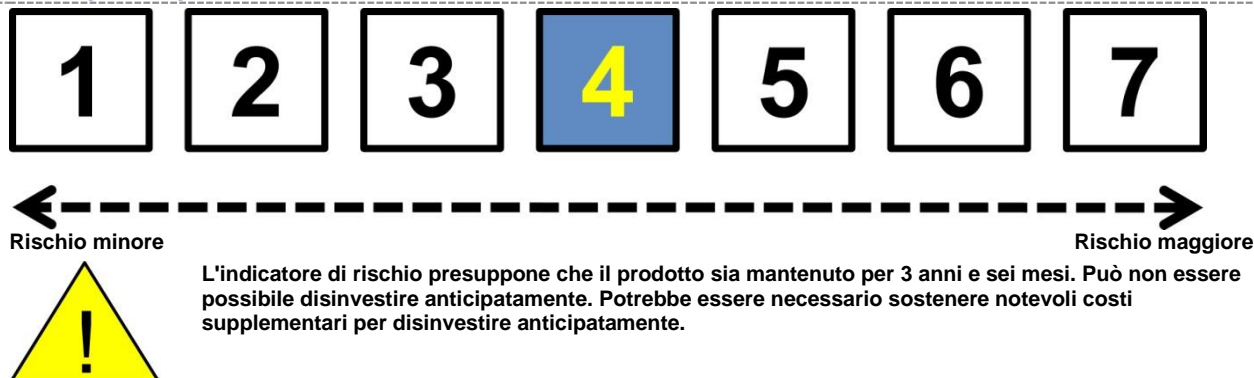 1 2 3 4 5 6 7
Rischio minore Rischio maggiore
L'indicatore di rischio presuppone che il prodotto sia mantenuto per 3 anni e sei mesi. Può non essere
possibile disinvestire anticipatamente. Potrebbe essere necessario sostenere notevoli costi
supplementari per disinvestire anticipatamente.
!